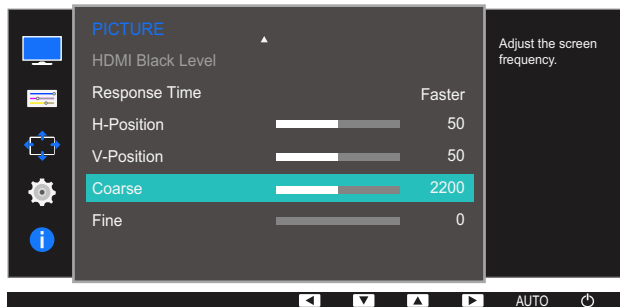 PICTURE
HDMI Black Level
Response Time Faster
H-Position 50
V-Position 50
Coarse 2200
Fine 0
Adjust the screen
frequency.
AUTO